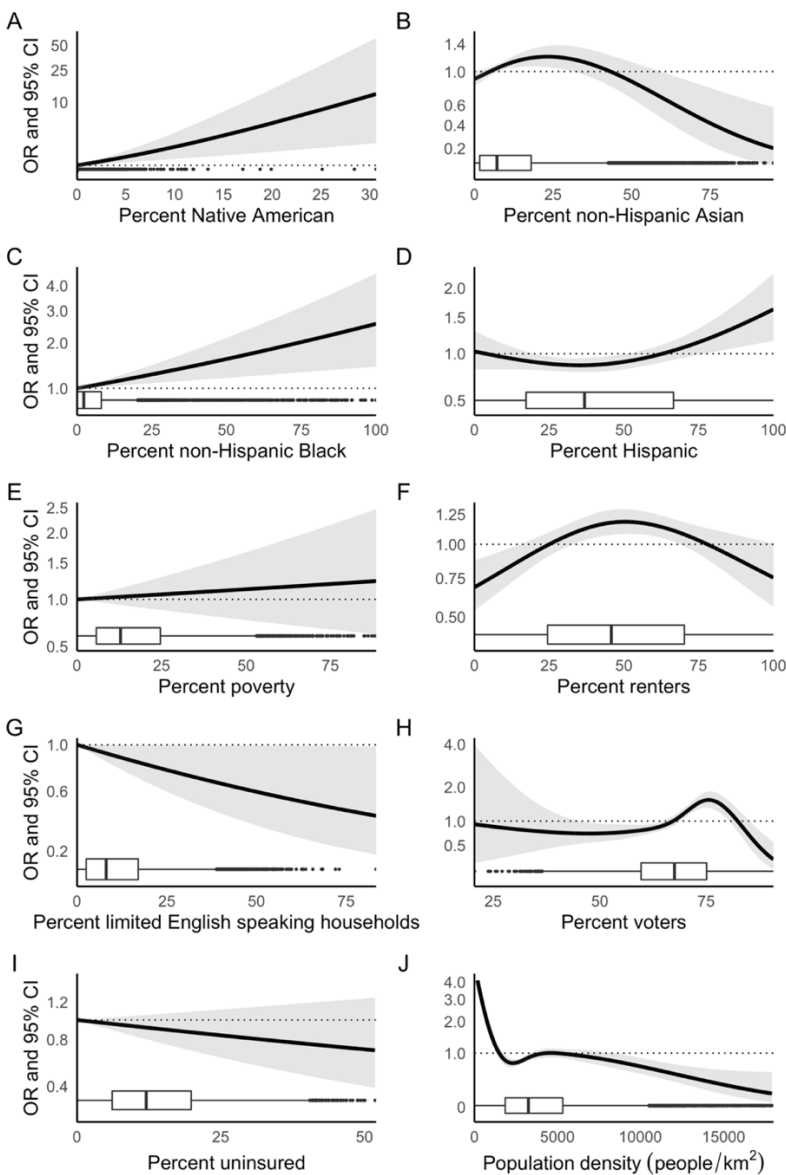 A
OR and 95% CI
50
25
10
0 5 10 15 20 25 30
Percent Native American
B
1.4
1.0
0.6
0.4
0.2
0 25 50 75
Percent non-Hispanic Asian
C
OR and 95% CI
4.0
3.0
2.0
1.0
0 25 50 75 100
Percent non-Hispanic Black
D
2.0
1.5
1.0
0.5
0 25 50 75 100
Percent Hispanic
E
OR and 95% CI
2.5
2.0
1.5
1.0
0.5
0 25 50 75
Percent poverty
F
1.25
1.00
0.75
0.50
0 25 50 75 100
Percent renters
G
OR and 95% CI
1.0
0.6
0.2
0 25 50 75
Percent limited English speaking households
H
4.0
2.0
1.0
0.5
25 50 75
Percent voters
I
OR and 95% CI
1.2
0.8
0.4
0 25 50
Percent uninsured
J
4.0
3.0
2.0
1.0
0
0 5000 10000 15000
Population density (people/km²)